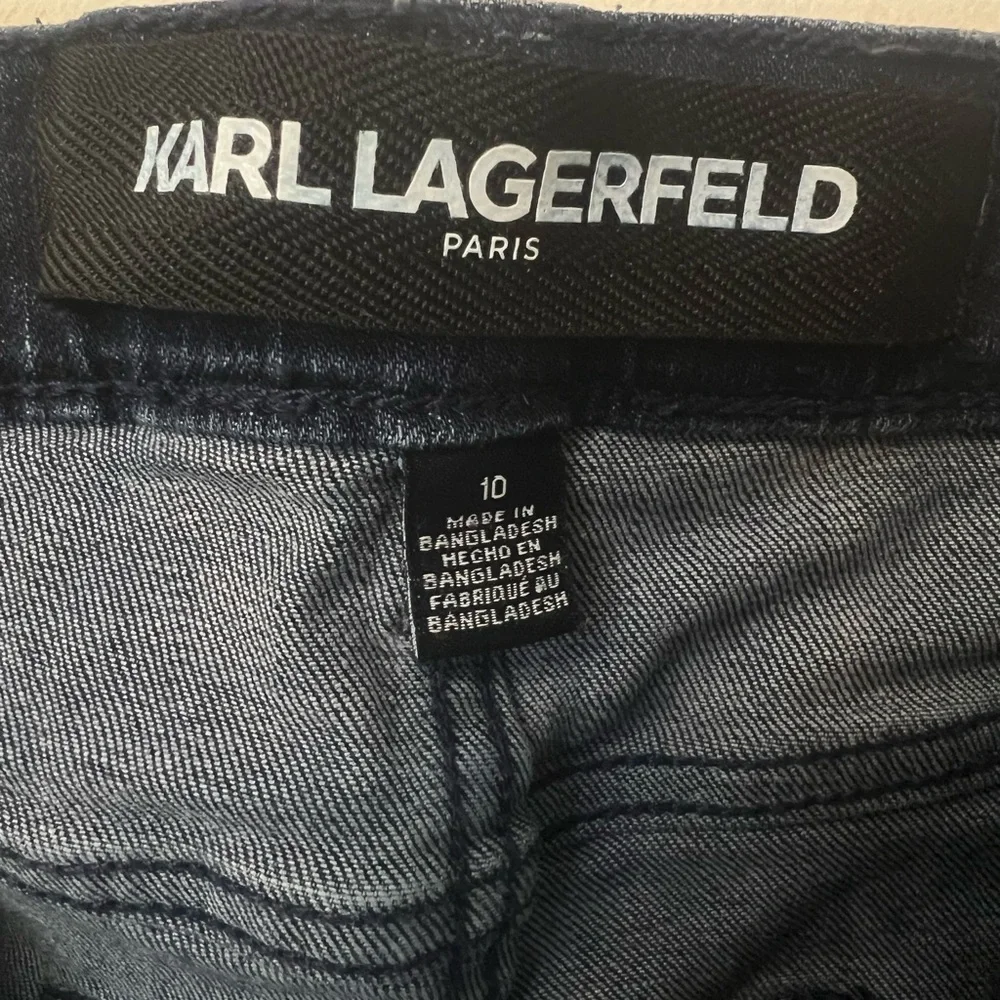 KARL LAGERFELD
PARIS
10
MADE IN
BANGLADESH
HECHO EN
BANGLADESH
FABRIQUÉ AU
BANGLADESH